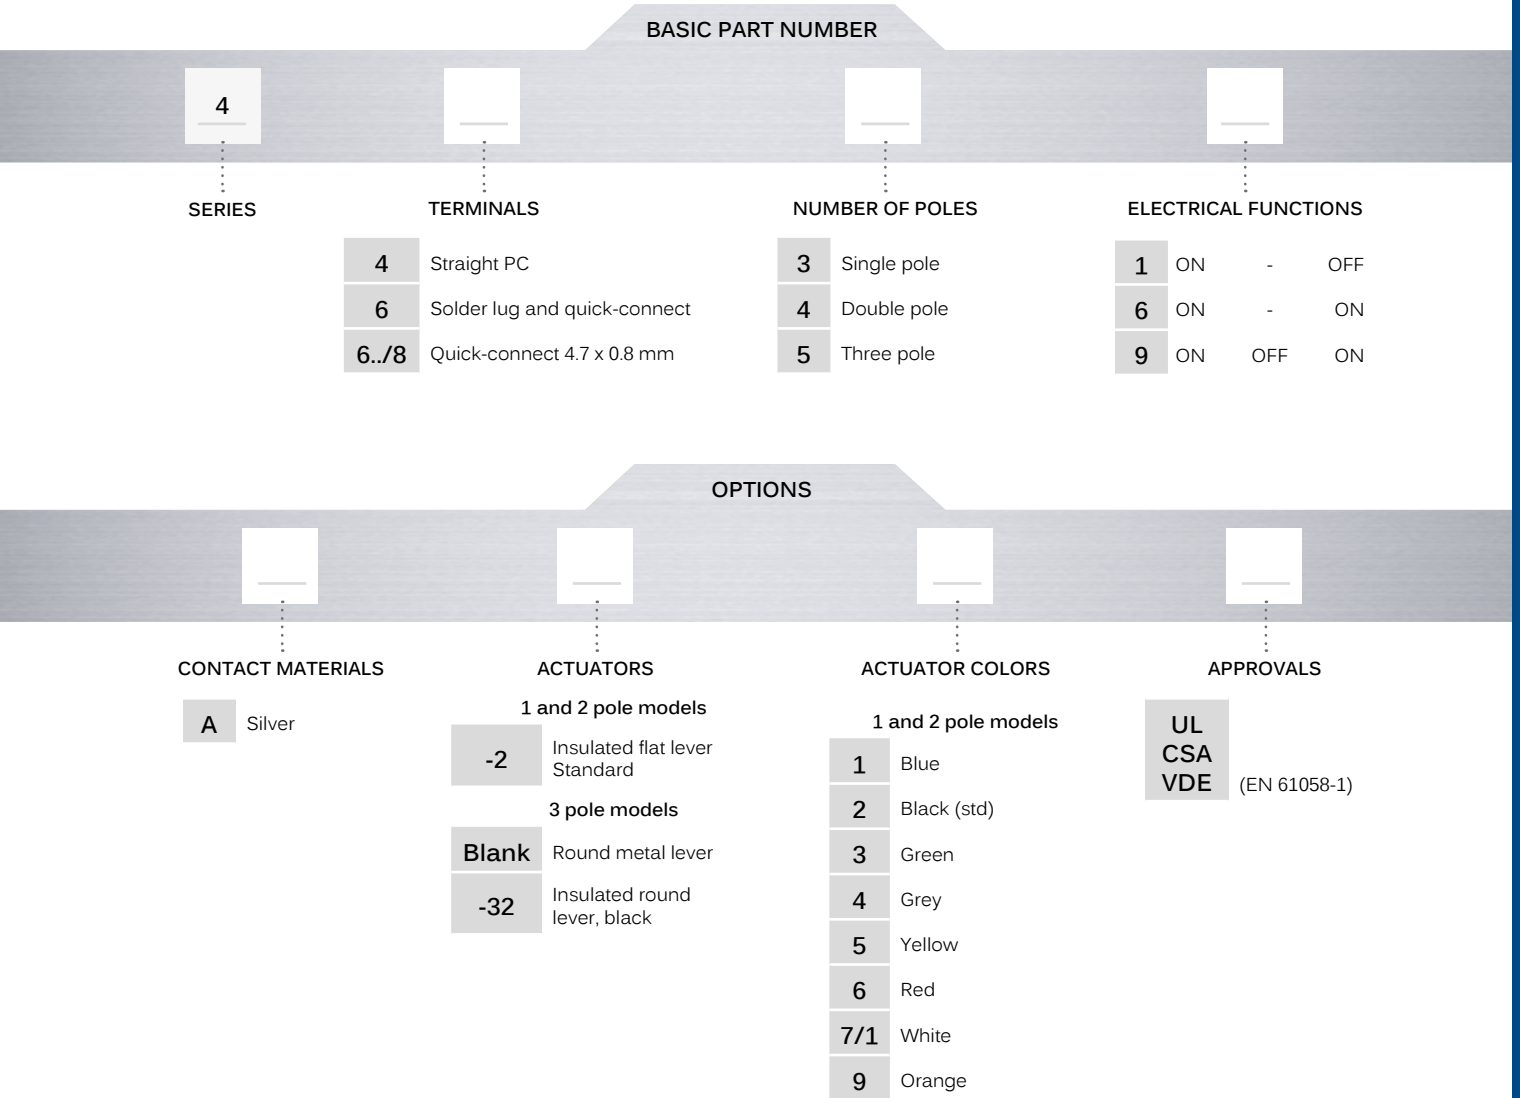 BASIC PART NUMBER
4
SERIES
TERMINALS
4 Straight PC
6 Solder lug and quick-connect
6../8 Quick-connect 4.7 x 0.8 mm
NUMBER OF POLES
3 Single pole
4 Double pole
5 Three pole
ELECTRICAL FUNCTIONS
1 ON - OFF
6 ON - ON
9 ON OFF ON
OPTIONS
CONTACT MATERIALS
A Silver
ACTUATORS
1 and 2 pole models
-2 Insulated flat lever
Standard
3 pole models
Blank Round metal lever
-32 Insulated round
lever, black
ACTUATOR COLORS
1 and 2 pole models
1 Blue
2 Black (std)
3 Green
4 Grey
5 Yellow
6 Red
7/1 White
9 Orange
APPROVALS
UL
CSA
VDE (EN 61058-1)